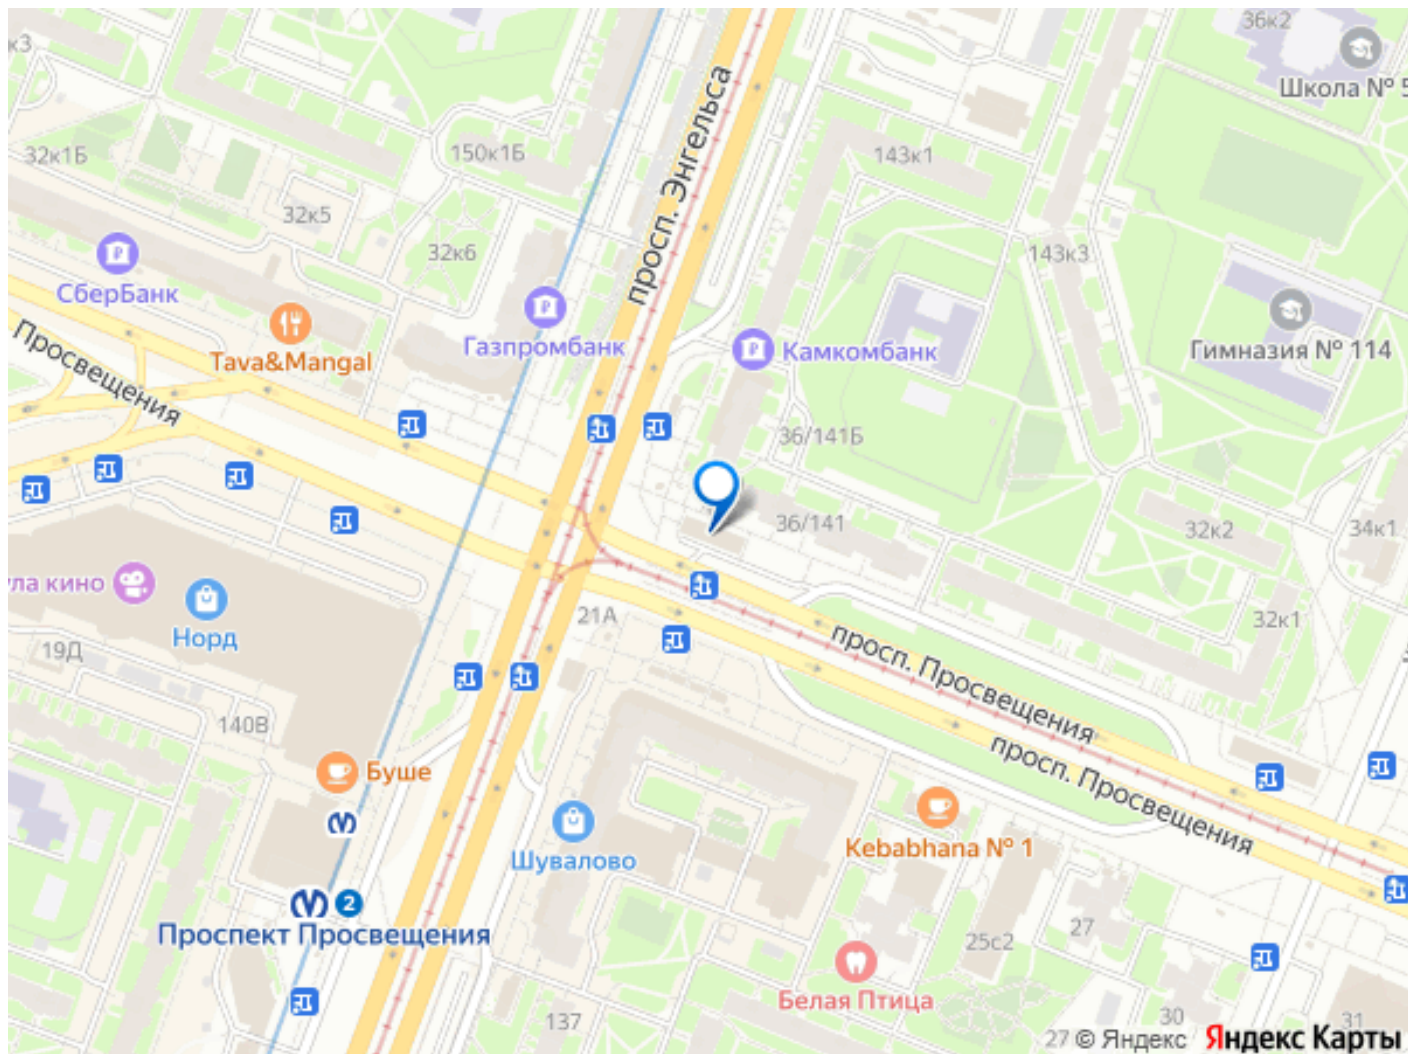 36к2
Школа № 5
к3
просп. Энгельса
32к1Б
150к1Б
143к1
32к5
32к6
143к3
СберБанк
Газпромбанк
Камкомбанк
Гимназия № 114
Tava&Mangal
Просвещения
36/141Б
36/141
32к2
34к1
ула кино
Норд
21А
32к1
19Д
просп. Просвещения
140В
просп. Просвещения
Буше
Шувалово
Kebabhana № 1
2
Проспект Просвещения
27
25с2
Белая Птица
137
30
31
27 © Яндекс Яндекс Карты